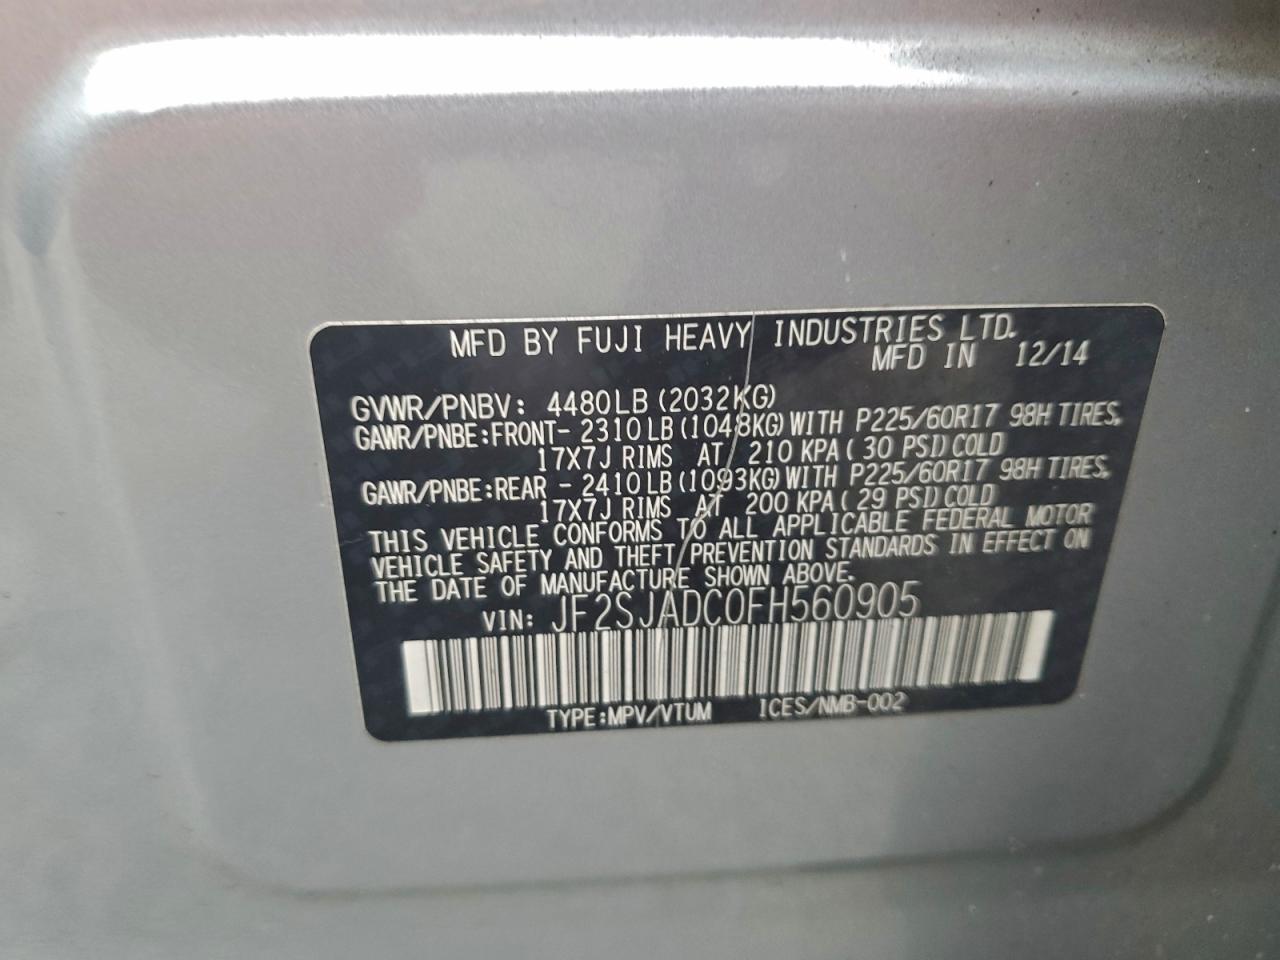 MFD BY FUJI HEAVY INDUSTRIES LTD.
MFD IN 12/14
GVWR/PNBV: 4480LB (2032KG)
GAWR/PNBE:FRONT- 2310LB (1048KG) WITH P225/60R17 98H TIRES,
17X7J RIMS AT 210 KPA ( 30 PSI) COLD
GAWR/PNBE:REAR - 2410LB (1093KG) WITH P225/60R17 98H TIRES,
17X7J RIMS AT 200 KPA ( 29 PSI) COLD
THIS VEHICLE CONFORMS TO ALL APPLICABLE FEDERAL MOTOR
VEHICLE SAFETY AND THEFT PREVENTION STANDARDS IN EFFECT ON
THE DATE OF MANUFACTURE SHOWN ABOVE.
VIN: JF2SJADC0FH560905
TYPE:MPV/VTUM ICES/NMB-002